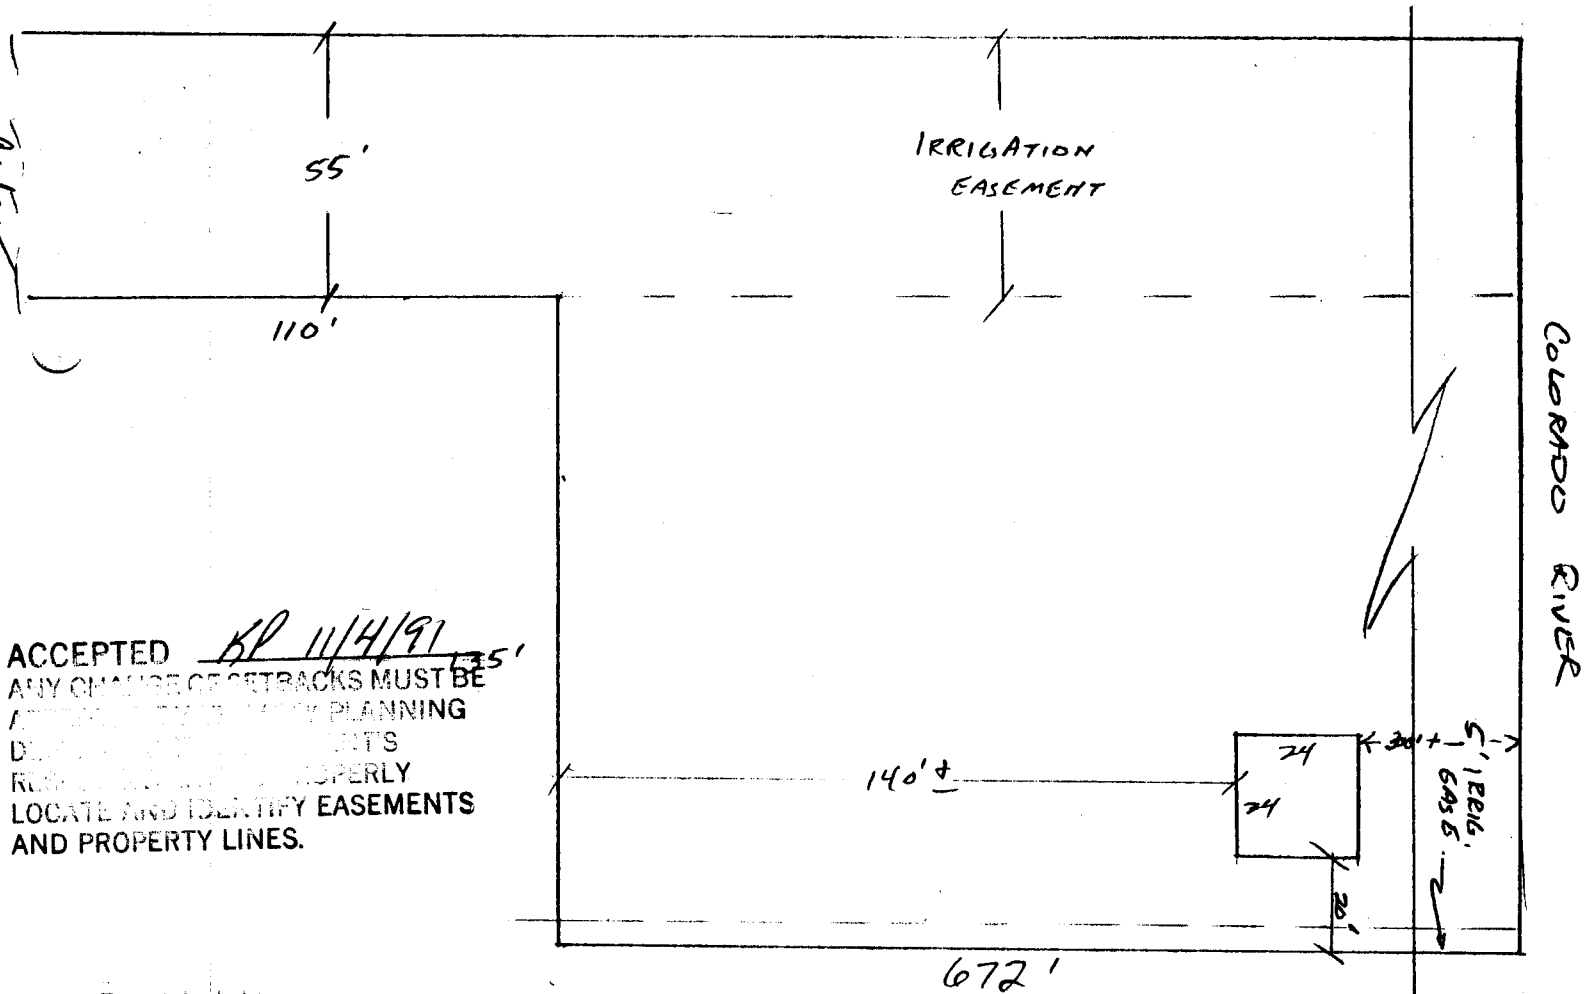 55'
IRRIGATION
EASEMENT
110'
COLORADO RIVER
ACCEPTED KP 11/4/91
135'
ANY CHANGE OF SETBACKS MUST BE
PLANNING
LOCATE AND IDENTIFY EASEMENTS
AND PROPERTY LINES.
24
24
140' ±
5' IRRIG.
EASE.
20'
672'